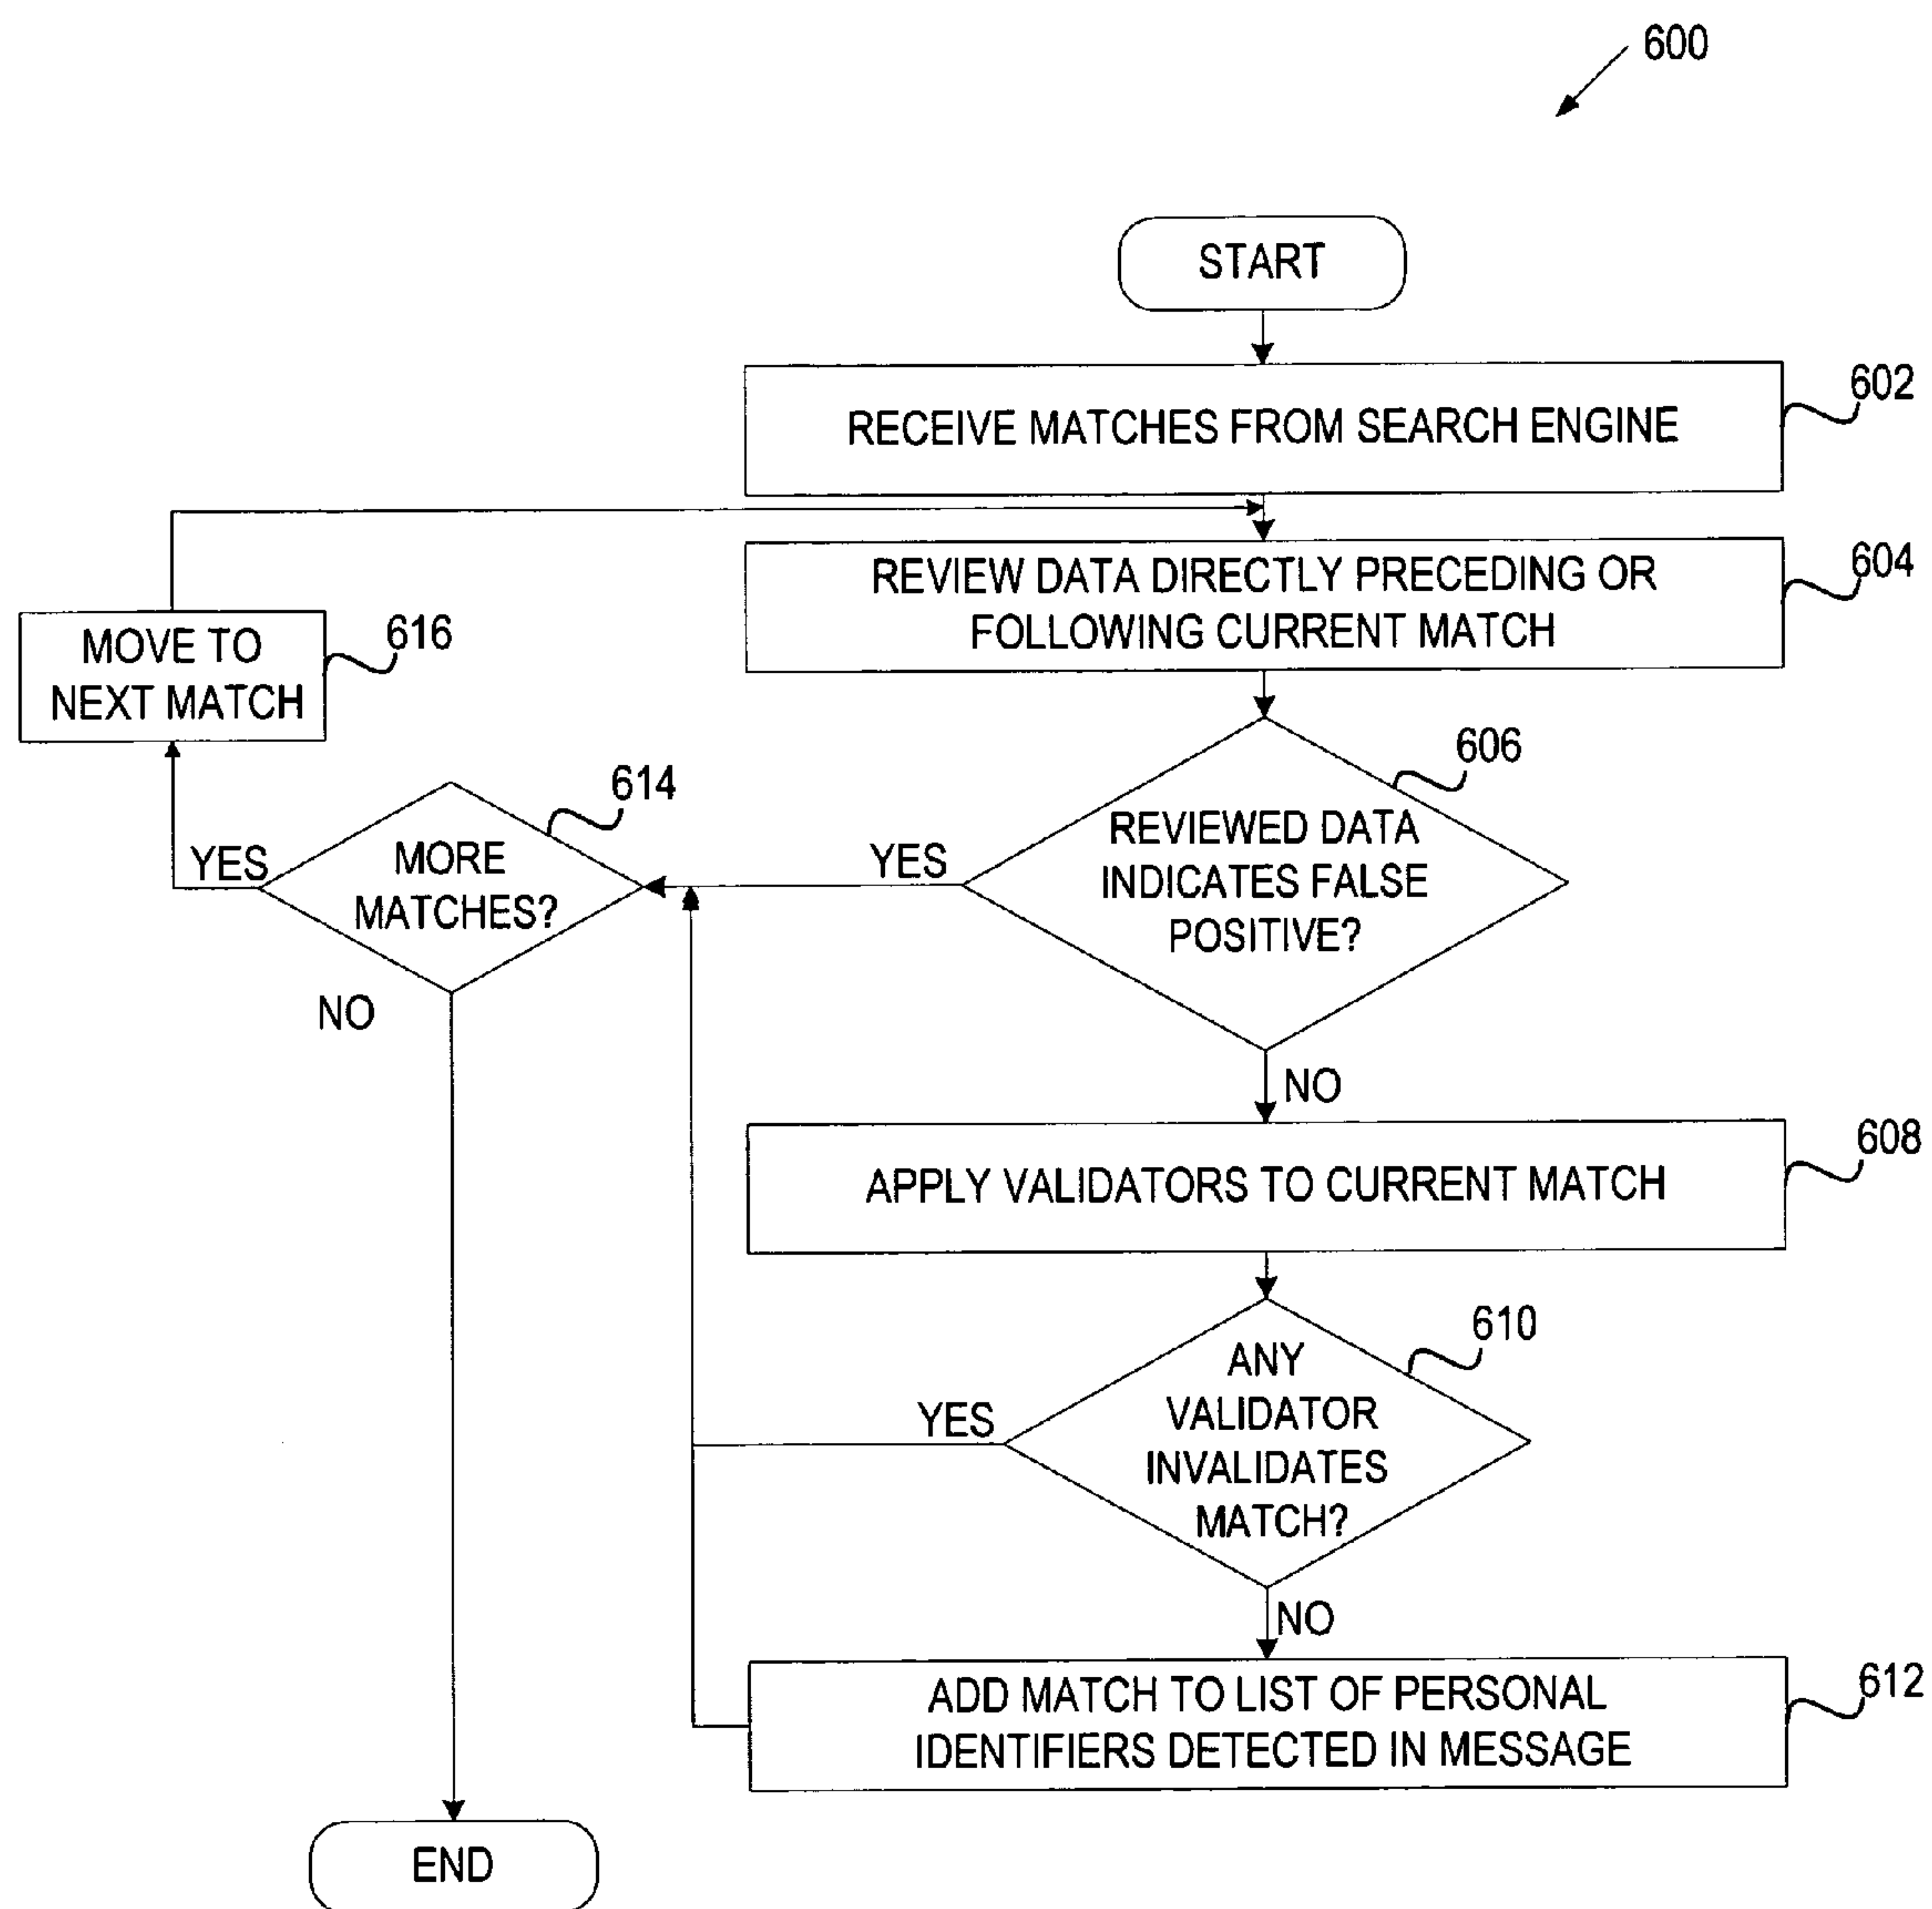 600
START
RECEIVE MATCHES FROM SEARCH ENGINE
602
REVIEW DATA DIRECTLY PRECEDING OR
FOLLOWING CURRENT MATCH
604
MOVE TO
NEXT MATCH
616
REVIEWED DATA
INDICATES FALSE
POSITIVE?
606
YES
NO
MORE
MATCHES?
614
YES
NO
APPLY VALIDATORS TO CURRENT MATCH
608
ANY
VALIDATOR
INVALIDATES
MATCH?
610
YES
NO
ADD MATCH TO LIST OF PERSONAL
IDENTIFIERS DETECTED IN MESSAGE
612
END